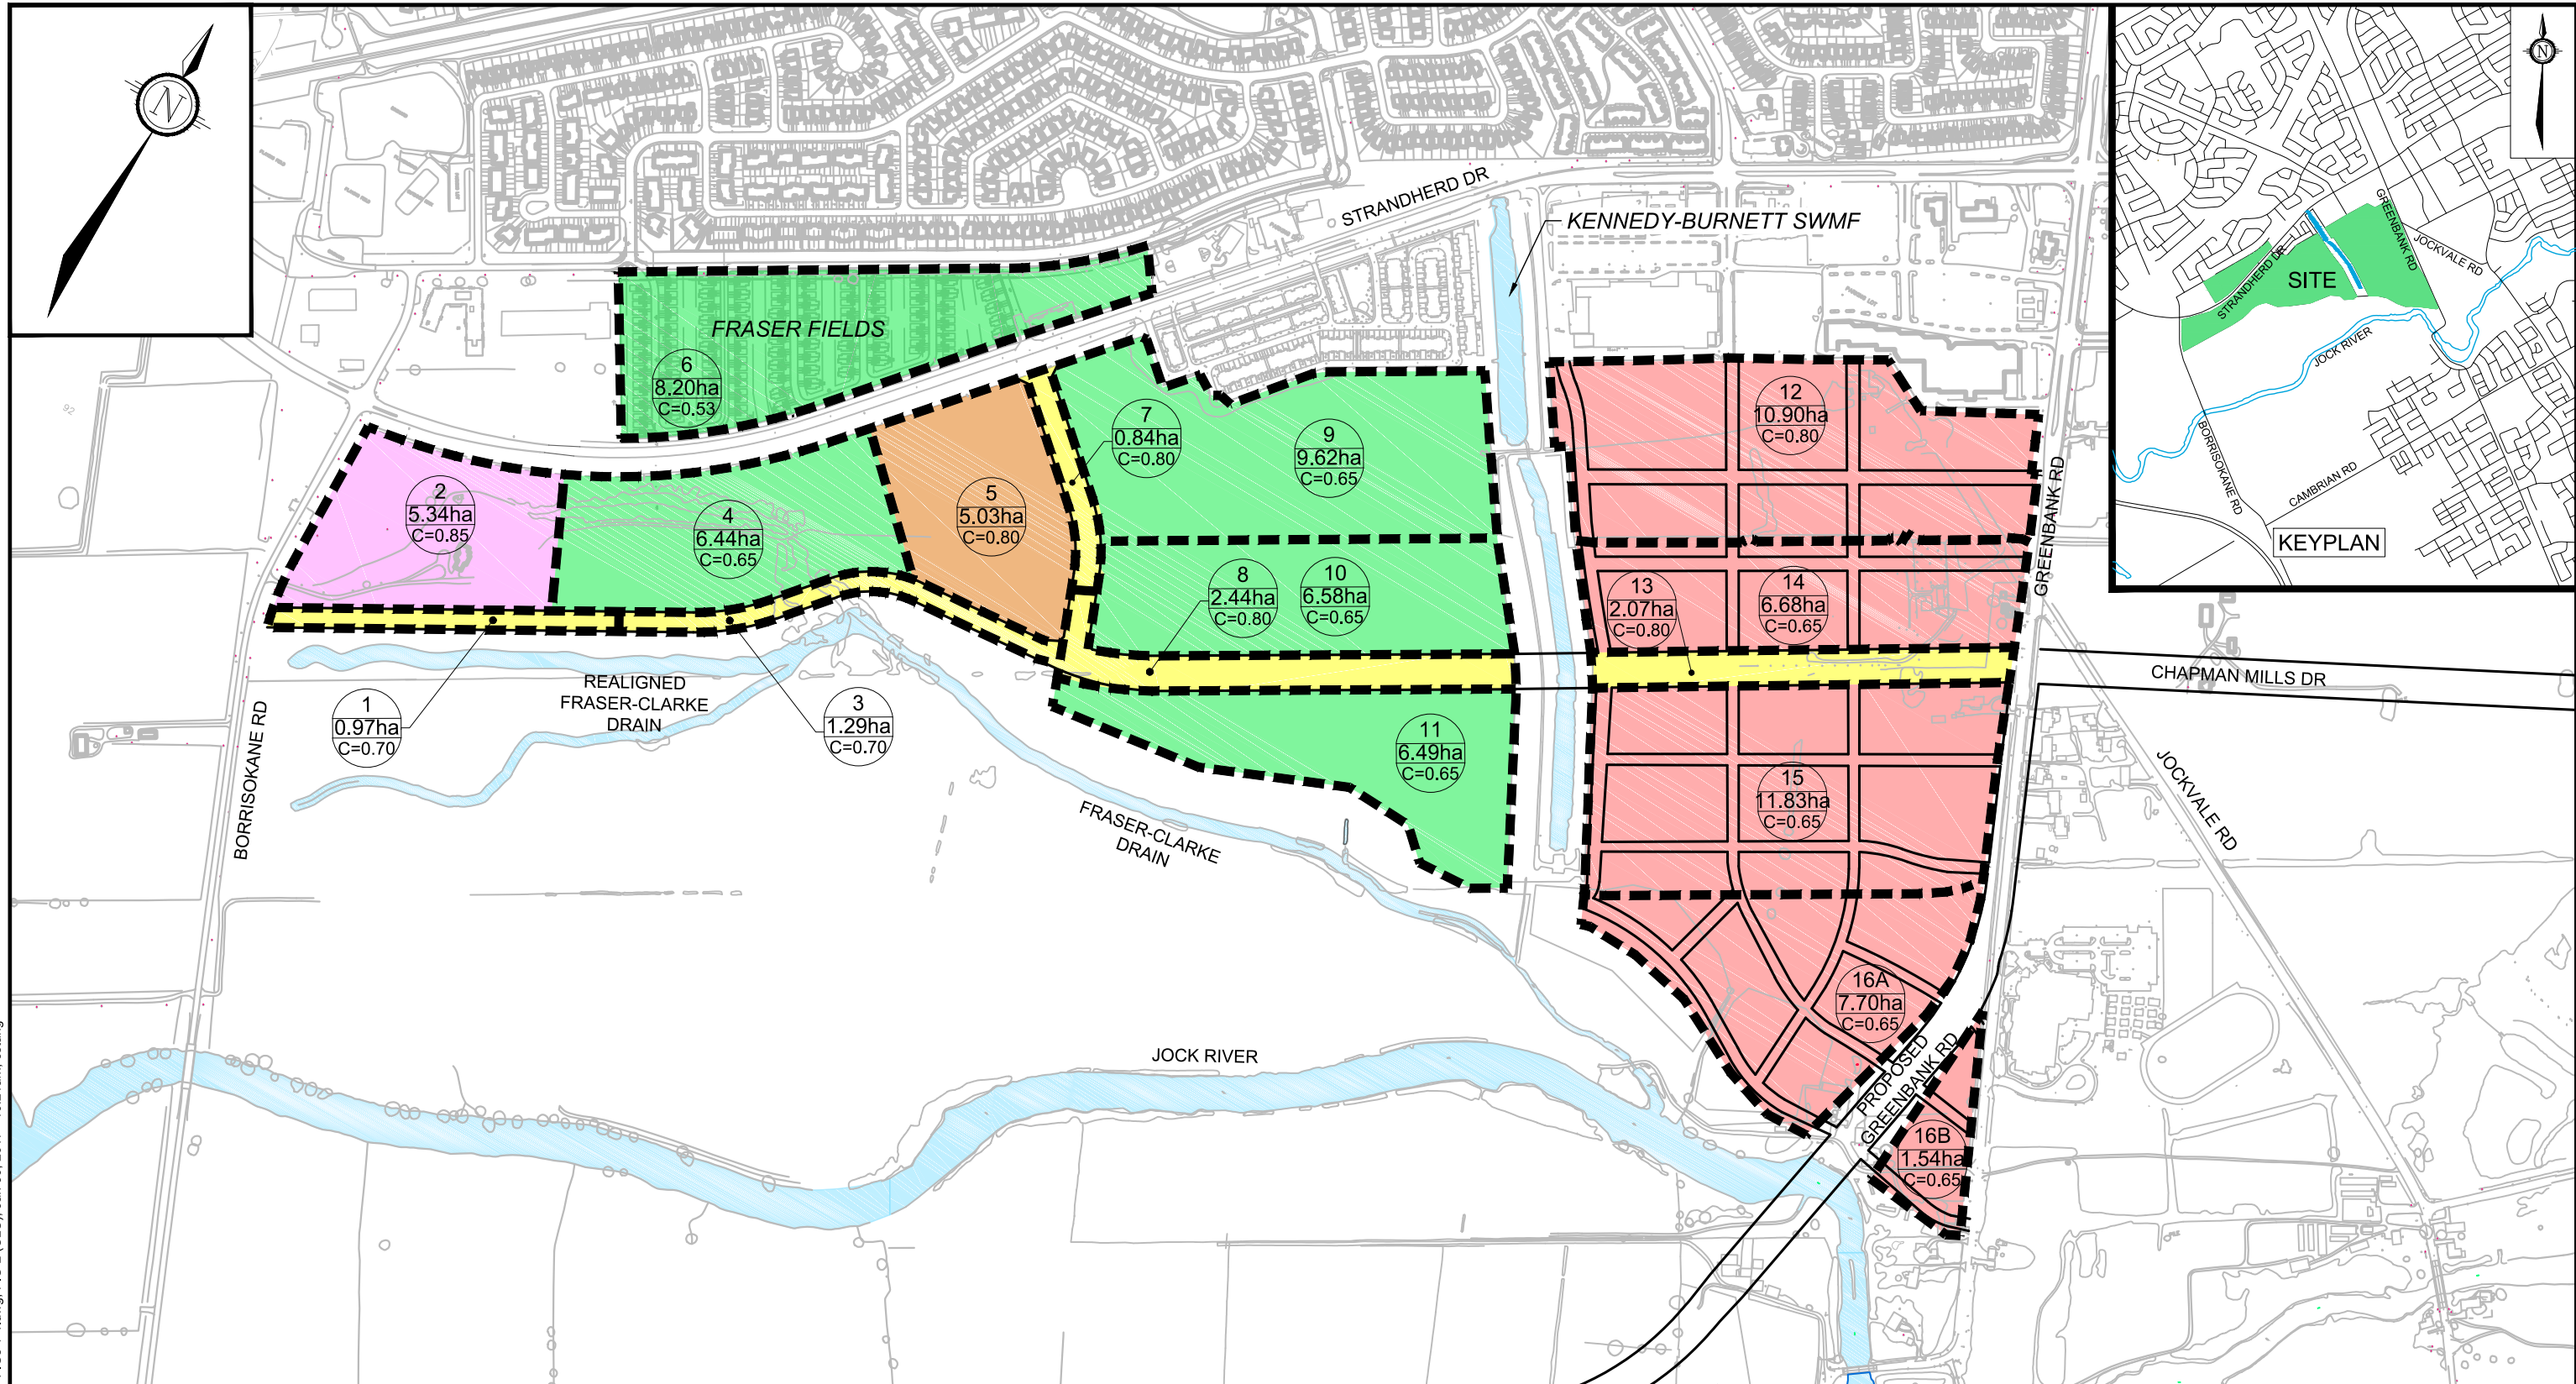 N
N
STRANDHERD DR
KENNEDY-BURNETT SWMF
GREENBANK RD
JOCKVALE RD
STRANDHERD DR
SITE
JOCK RIVER
BORRISOKANE RD
CAMBRIAN RD
KEYPLAN
FRASER FIELDS
6
8.20ha
C=0.53
7
0.84ha
C=0.80
9
9.62ha
C=0.65
12
10.90ha
C=0.80
2
5.34ha
C=0.85
4
6.44ha
C=0.65
5
5.03ha
C=0.80
8
2.44ha
C=0.80
10
6.58ha
C=0.65
13
2.07ha
C=0.80
14
6.68ha
C=0.65
GREENBANK RD
CHAPMAN MILLS DR
REALIGNED
FRASER-CLARKE
DRAIN
1
0.97ha
C=0.70
3
1.29ha
C=0.70
11
6.49ha
C=0.65
15
11.83ha
C=0.65
BORRISOKANE RD
FRASER-CLARKE
DRAIN
JOCKVALE RD
16A
7.70ha
C=0.65
JOCK RIVER
PROPOSED
GREENBANK RD
16B
1.54ha
C=0.65
92